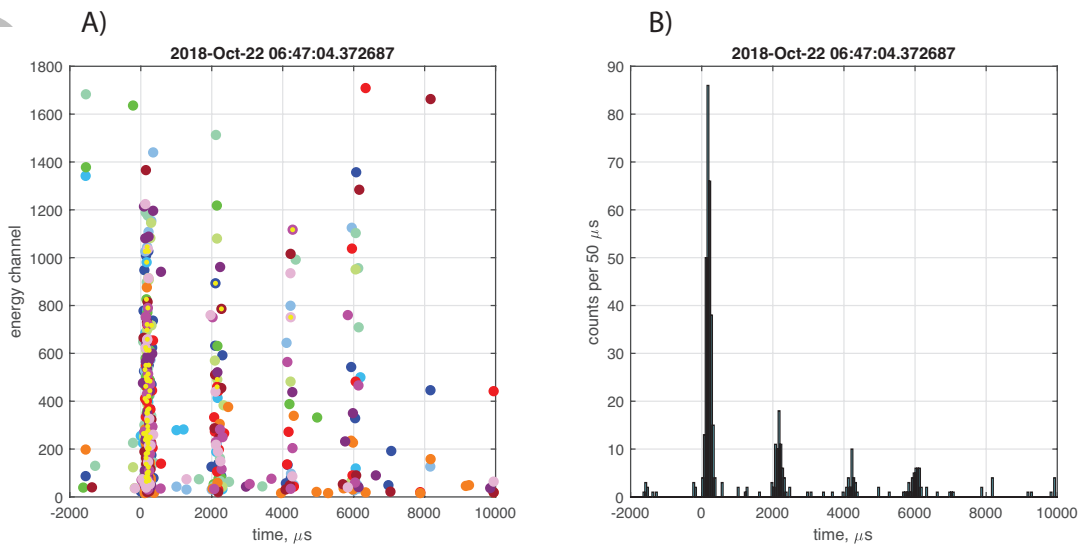 A)
2018-Oct-22 06:47:04.372687
energy channel
1800
1600
1400
1200
1000
800
600
400
200
0
-2000 0 2000 4000 6000 8000 10000
time, μs
B)
2018-Oct-22 06:47:04.372687
counts per 50 μs
90
80
70
60
50
40
30
20
10
0
-2000 0 2000 4000 6000 8000 10000
time, μs